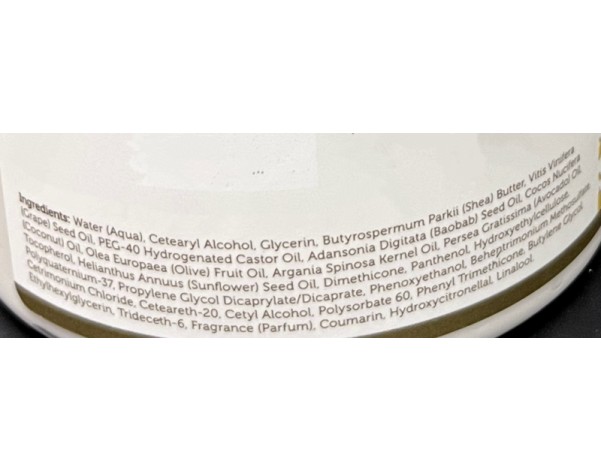 Ingredients: Water (Aqua), Cetearyl Alcohol, Glycerin, Butyrospermum Parkii (Shea) Butter, Vitis Vinifera
(Grape) Seed Oil, PEG-40 Hydrogenated Castor Oil, Adansonia Digitata (Baobab) Seed Oil, Cocos Nucifera
(Coconut) Oil, Olea Europaea (Olive) Fruit Oil, Argania Spinosa Kernel Oil, Persea Gratissima (Avocado) Oil,
Tocopherol, Helianthus Annuus (Sunflower) Seed Oil, Dimethicone, Panthenol, Hydroxyethylcellulose,
Polyquaternium-37, Propylene Glycol Dicaprylate/Dicaprate, Phenoxyethanol, Behentrimonium Methosulfate,
Cetrimonium Chloride, Ceteareth-20, Cetyl Alcohol, Polysorbate 60, Phenyl Trimethicone, Butylene Glycol,
Ethylhexylglycerin, Trideceth-6, Fragrance (Parfum), Coumarin, Hydroxycitronellal, Linalool.